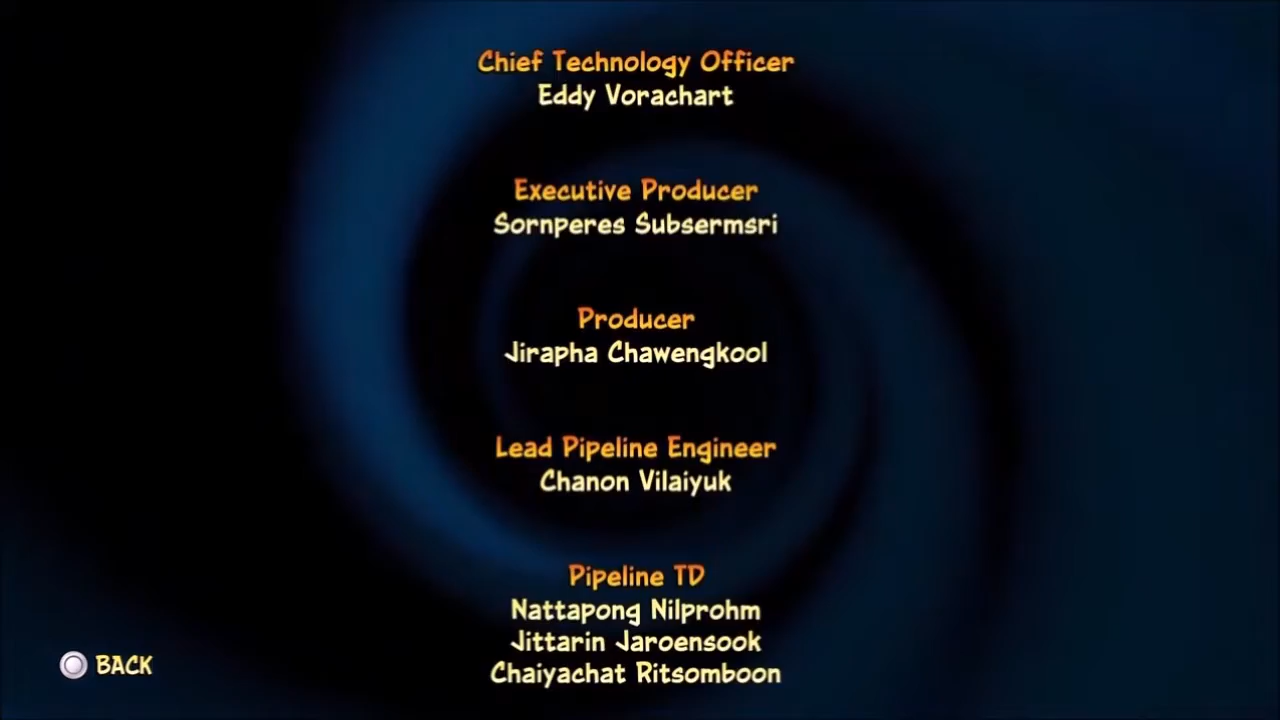 Chief Technology Officer
Eddy Vorachart
Executive Producer
Sornperes Subsermsri
Producer
Jirapha Chawengkool
Lead Pipeline Engineer
Chanon Vilaiyuk
Pipeline TD
Nattapong Nilprohm
Jittarin Jaroensook
Chaiyachat Ritsomboon
BACK